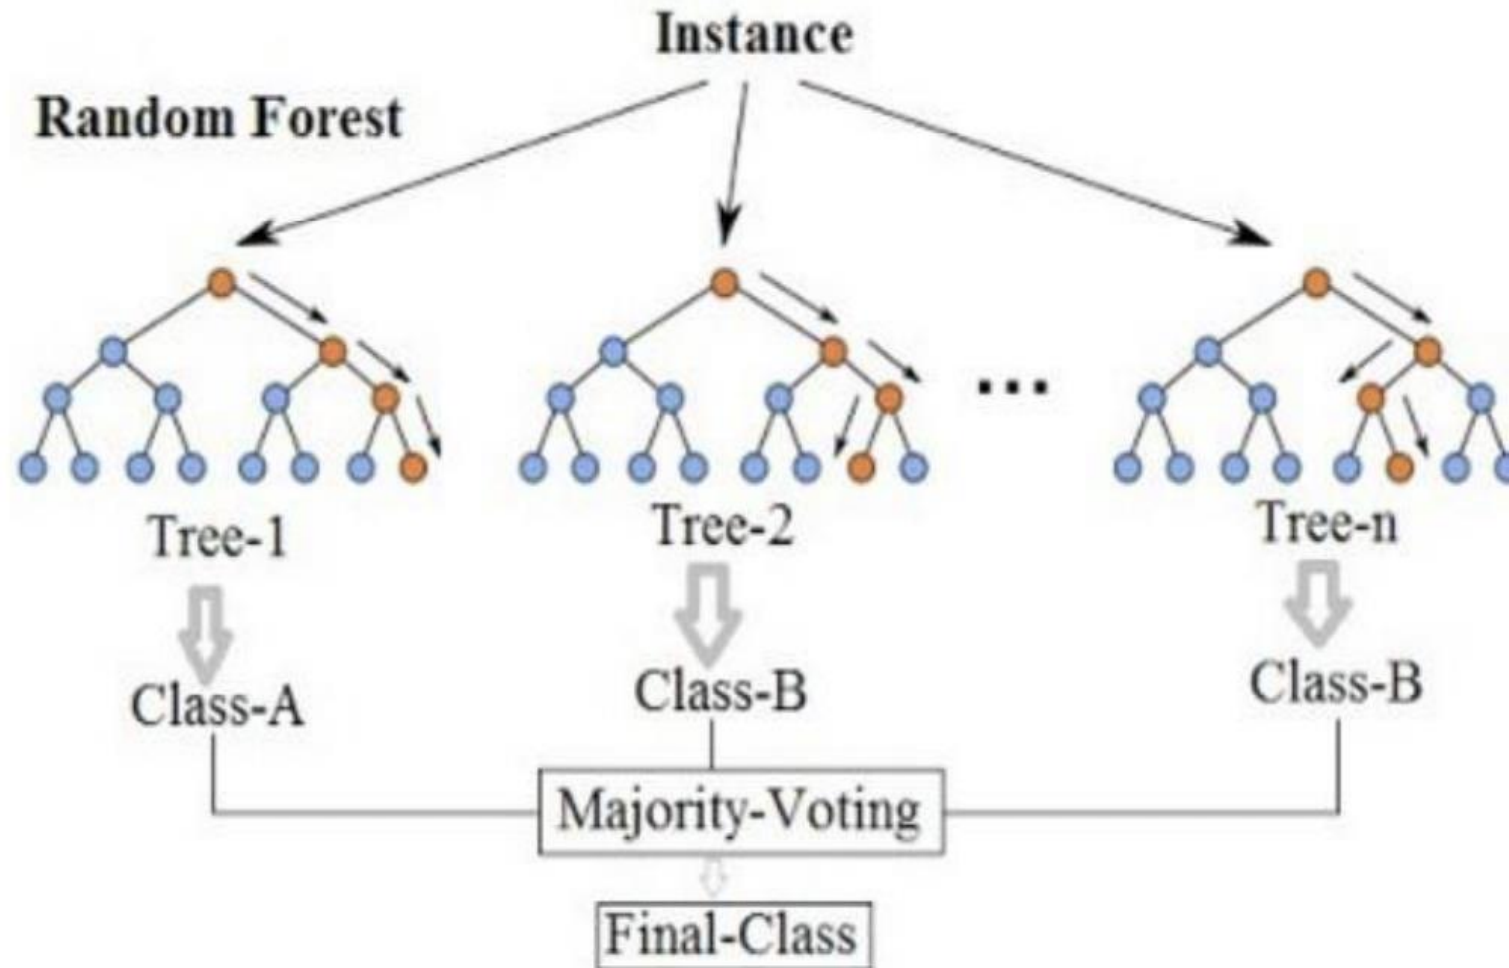 Instance
Random Forest
...
Tree-1
Tree-2
Tree-n
Class-A
Class-B
Class-B
Majority-Voting
Final-Class